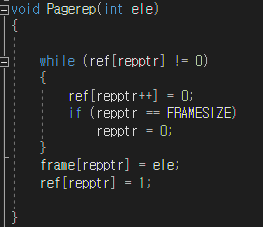 void Pagerep(int ele)
{
while (ref[repptr] != 0)
{
ref[repptr++] = 0;
if (repptr == FRAMESIZE)
repptr = 0;
}
frame[repptr] = ele;
ref[repptr] = 1;
}